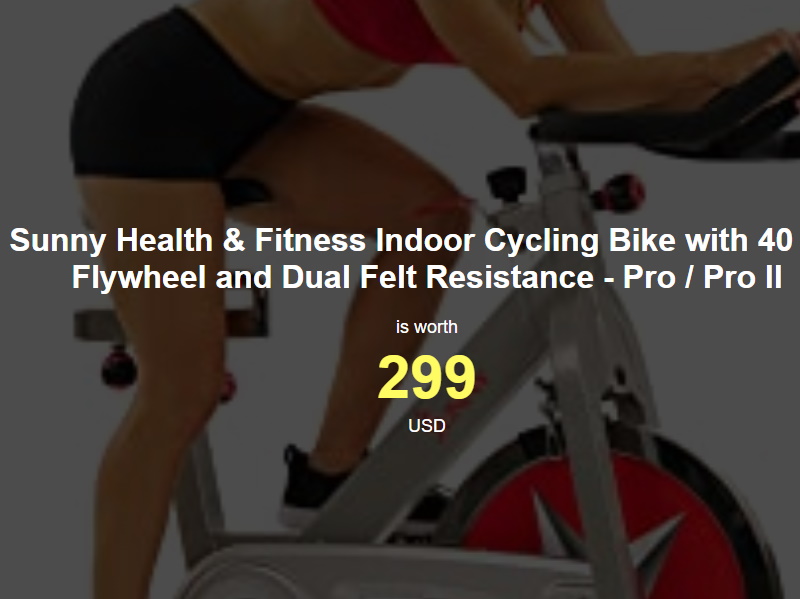 Sunny Health & Fitness Indoor Cycling Bike with 40
Flywheel and Dual Felt Resistance - Pro / Pro II
is worth
299
USD